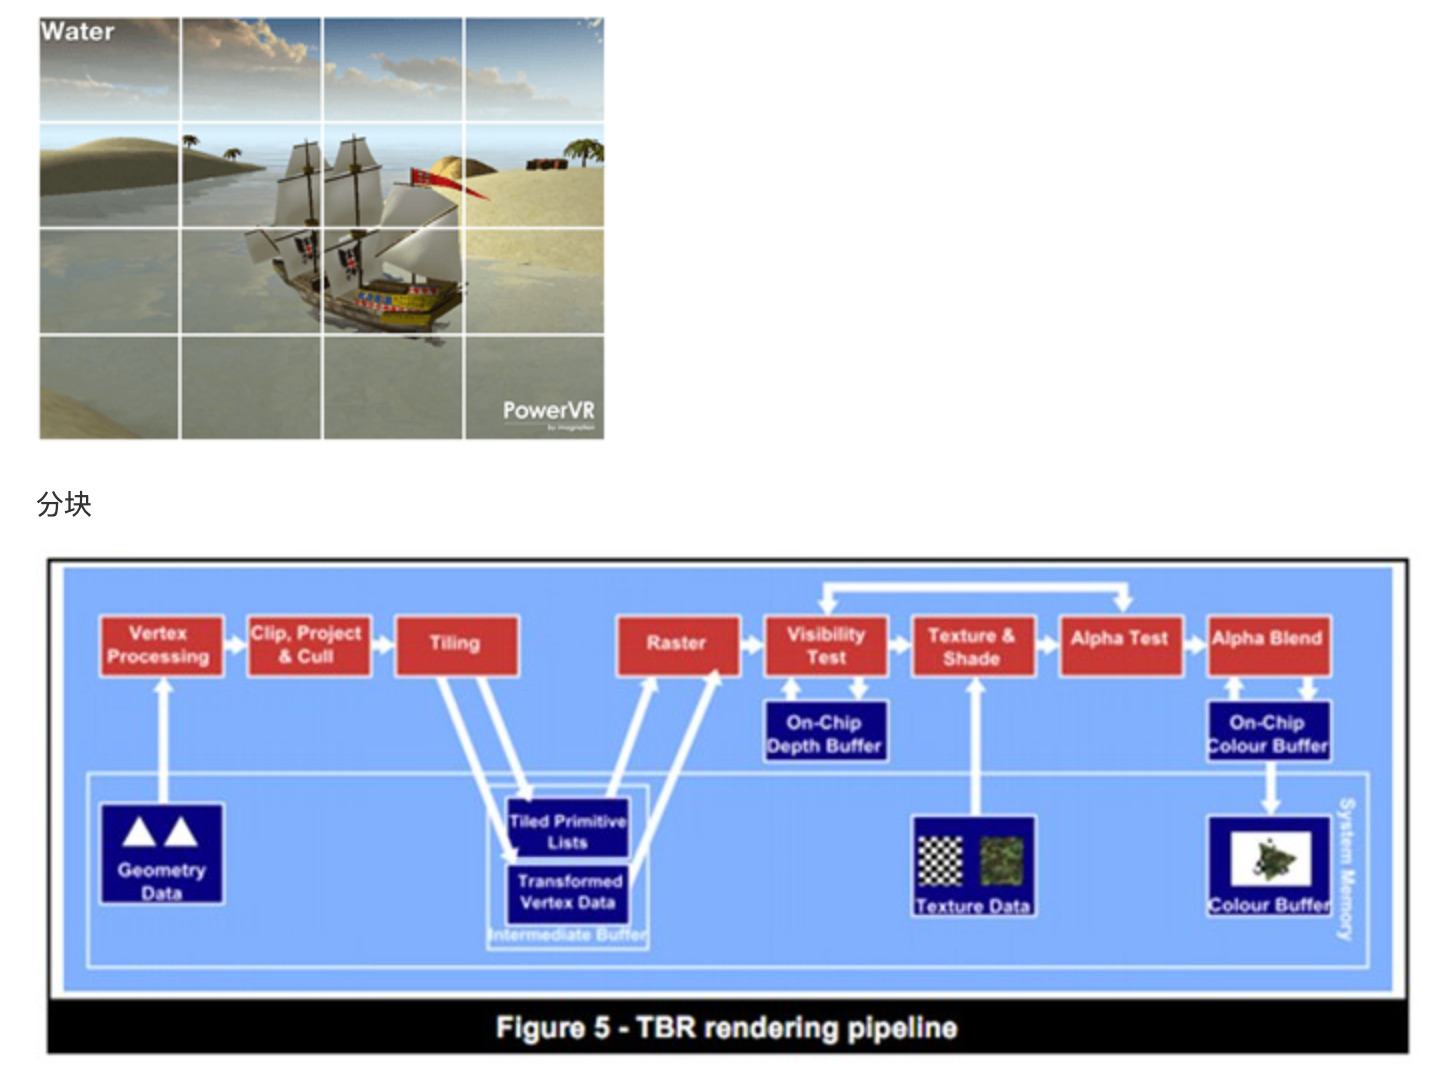 Water
PowerVR
by Imagination
分块
Vertex
Processing
Clip, Project
& Cull
Tiling
Raster
Visibility
Test
Texture &
Shade
Alpha Test
Alpha Blend
On-Chip
Depth Buffer
On-Chip
Colour Buffer
Geometry
Data
Tiled Primitive
Lists
Transformed
Vertex Data
Intermediate Buffer
Texture Data
Colour Buffer
System Memory
Figure 5 - TBR rendering pipeline